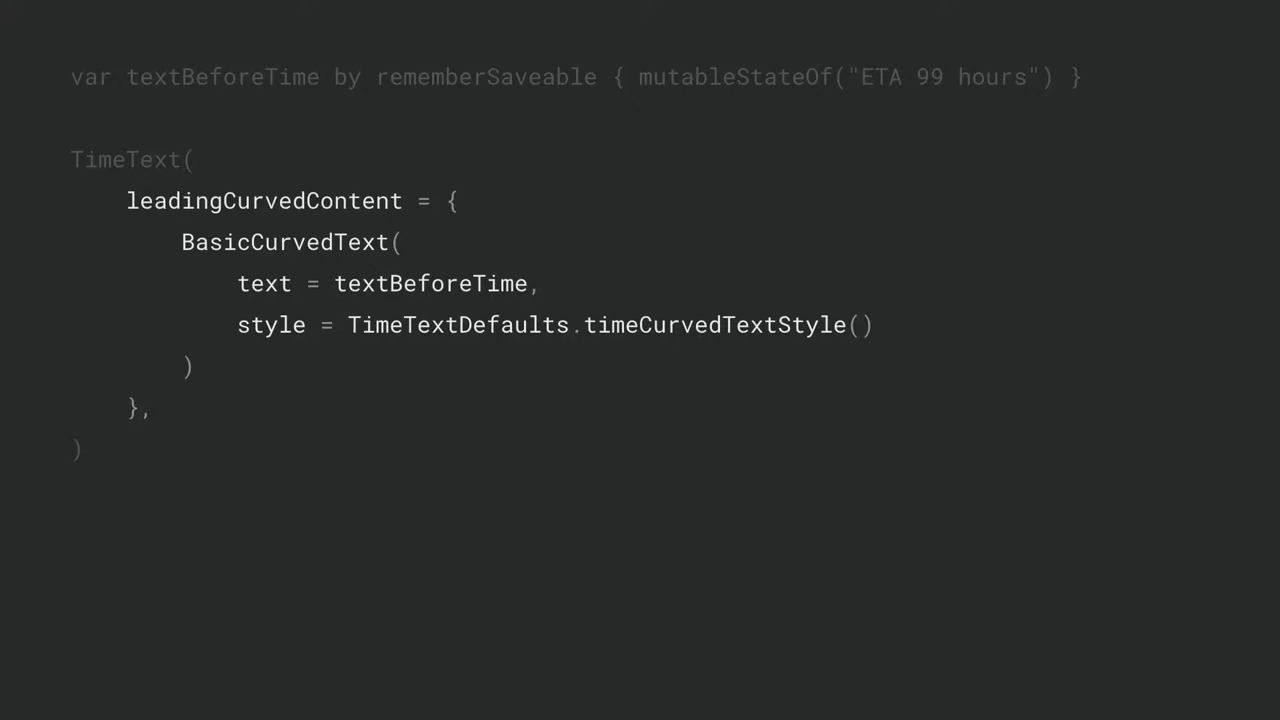 var textBeforeTime by rememberSaveable { mutableStateOf("ETA 99 hours") }
TimeText(
    leadingCurvedContent = {
        BasicCurvedText(
            text = textBeforeTime,
            style = TimeTextDefaults.timeCurvedTextStyle()
        )
    },
)